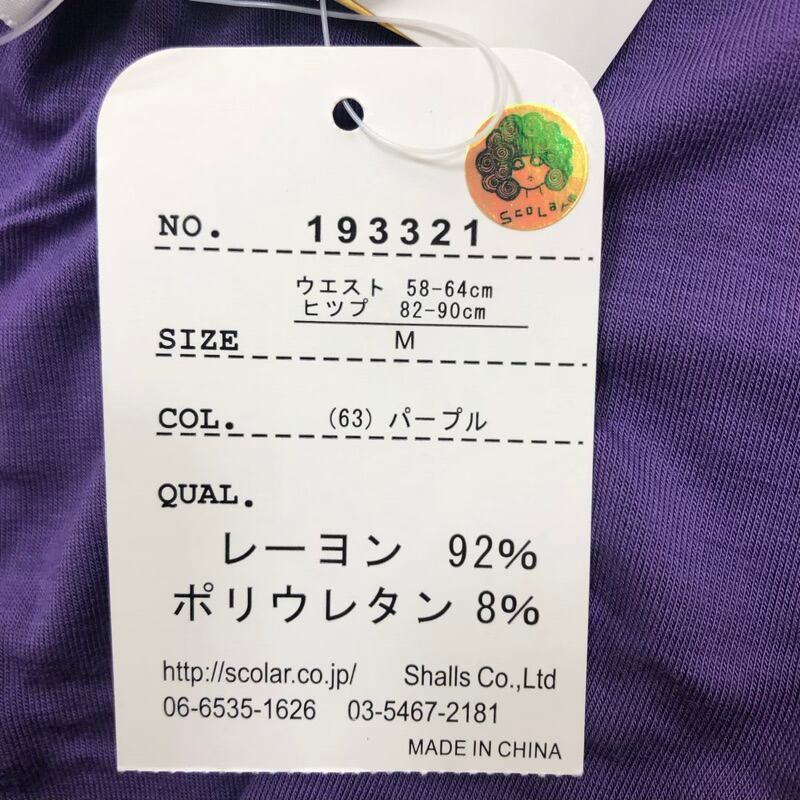 ScoLar
NO. 193321
ウエスト 58-64cm
ヒップ 82-90cm
SIZE M
COL. (63) パープル
QUAL.
レーヨン 92%
ポリウレタン 8%
http://scolar.co.jp/ Shalls Co.,Ltd
06-6535-1626 03-5467-2181
MADE IN CHINA